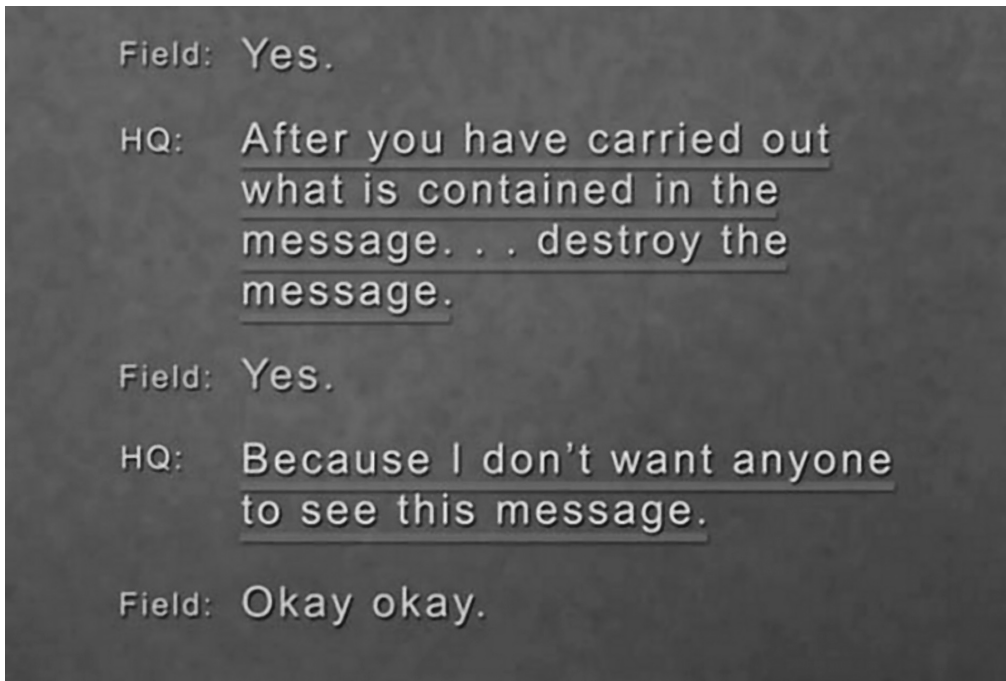 Field: Yes.
HQ: After you have carried out
what is contained in the
message. . . destroy the
message.
Field: Yes.
HQ: Because I don’t want anyone
to see this message.
Field: Okay okay.